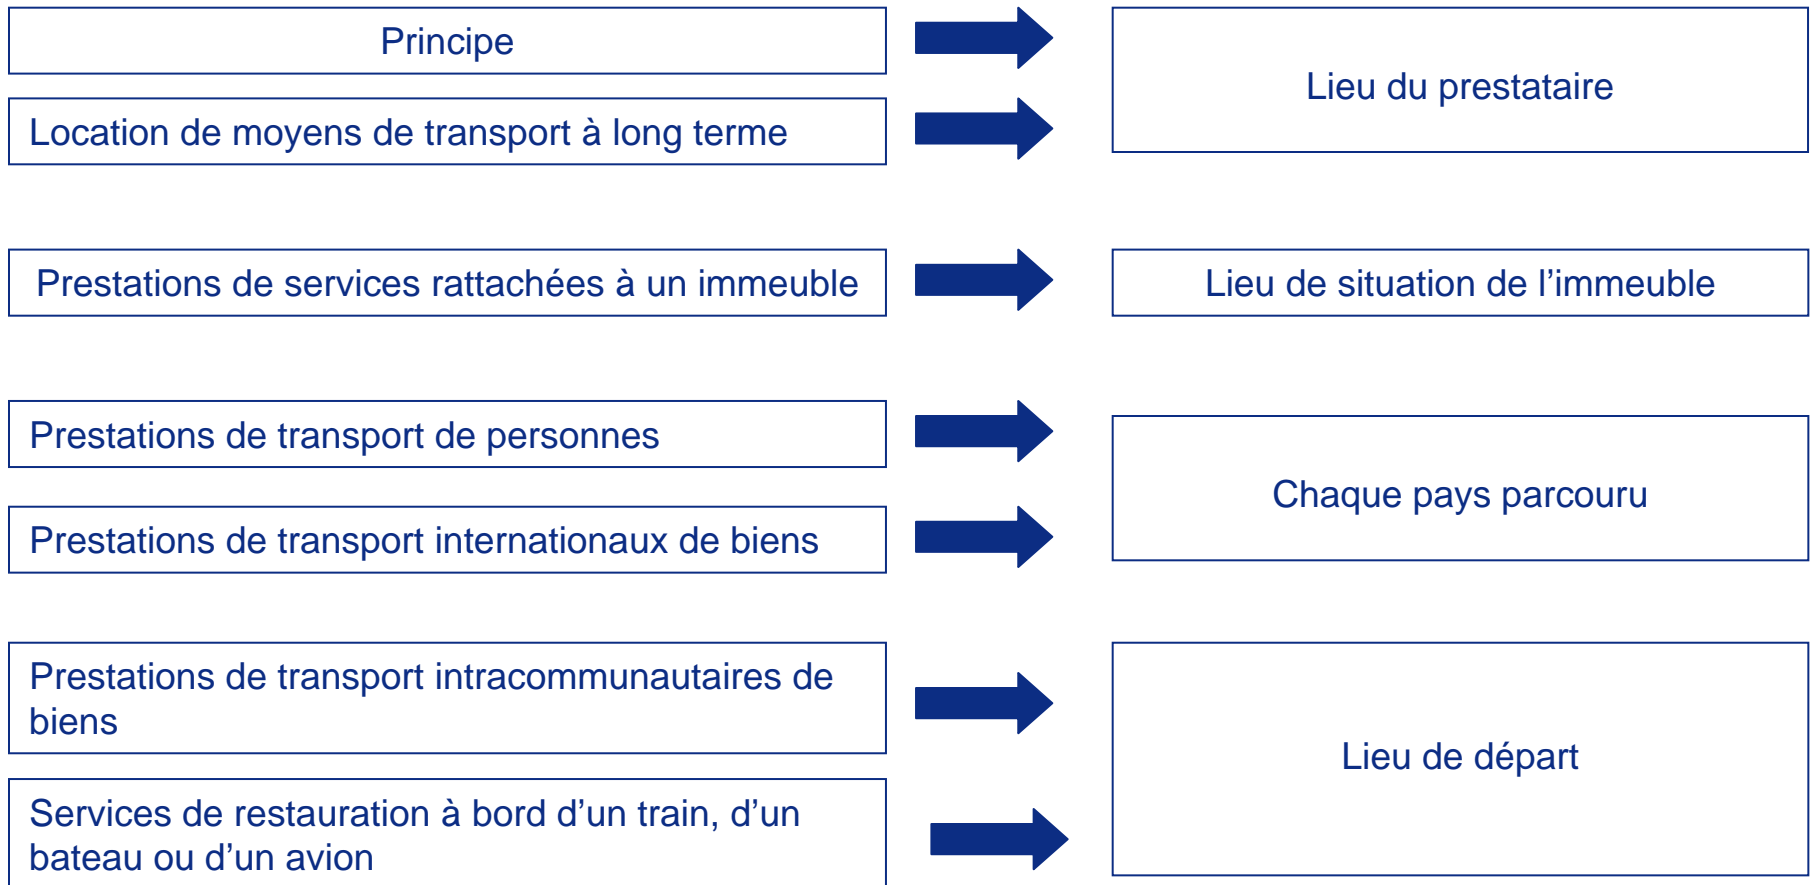 Principe
Lieu du prestataire
Location de moyens de transport à long terme
Prestations de services rattachées à un immeuble
Lieu de situation de l’immeuble
Prestations de transport de personnes
Chaque pays parcouru
Prestations de transport internationaux de biens
Prestations de transport intracommunautaires de
biens
Lieu de départ
Services de restauration à bord d’un train, d’un
bateau ou d’un avion